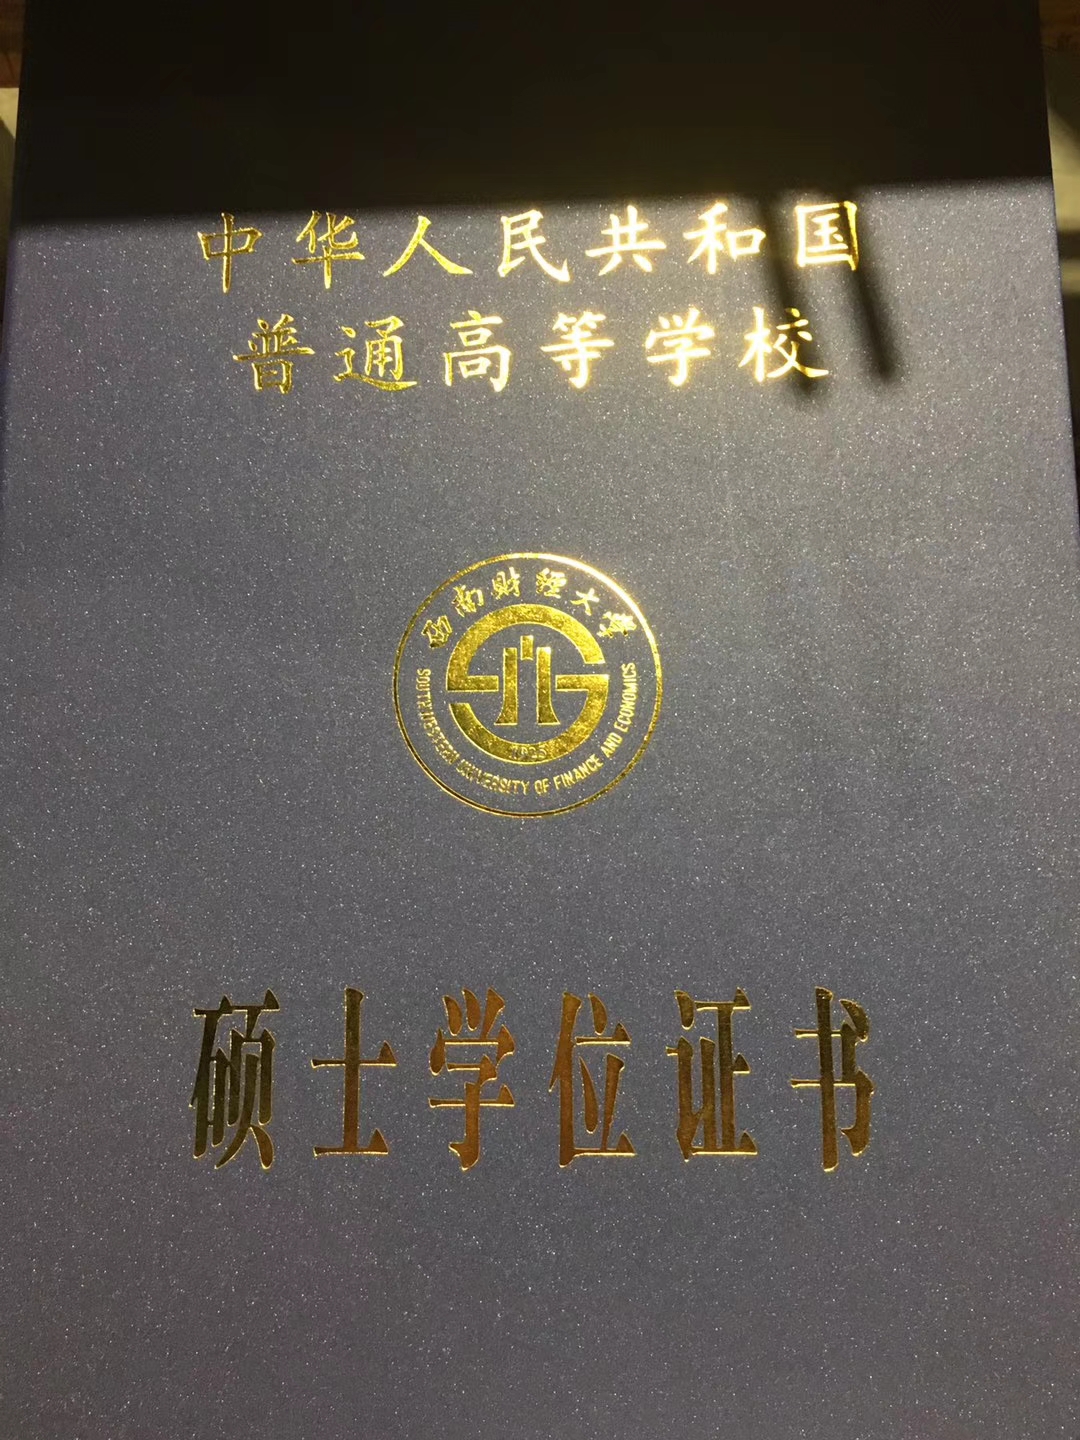 中华人民共和国
普通高等学校
西南财经大学
SOUTHWESTERN UNIVERSITY OF FINANCE AND ECONOMICS
1925
硕士学位证书